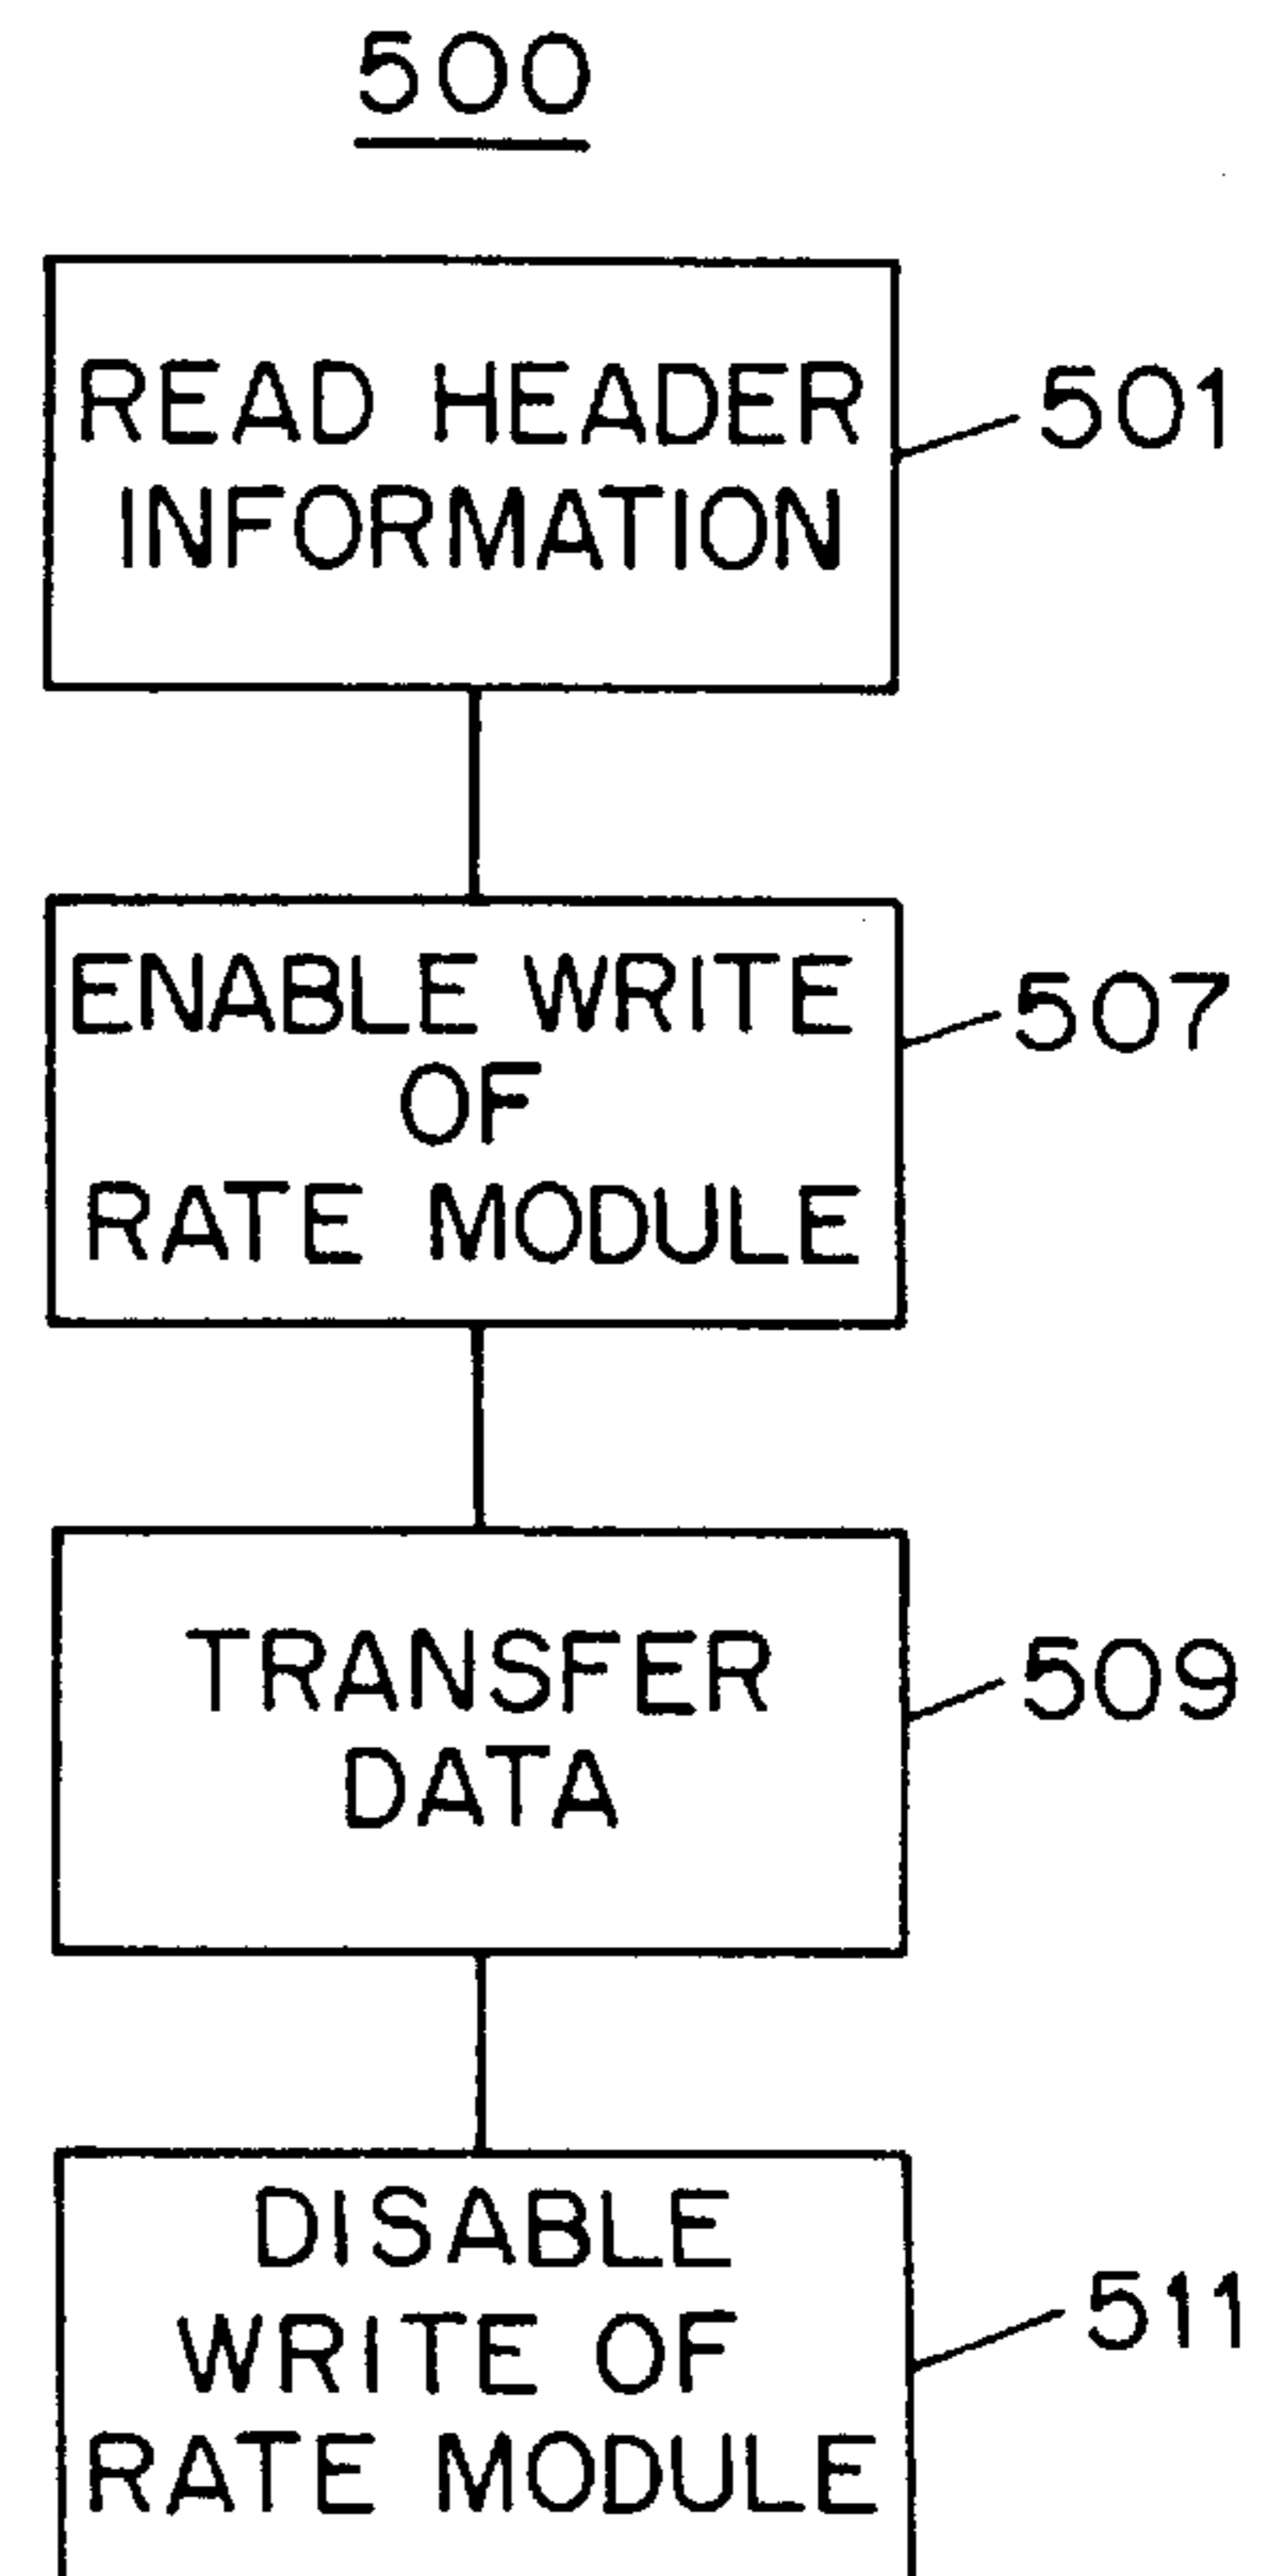 500
READ HEADER
INFORMATION
501
ENABLE WRITE
OF
RATE MODULE
507
TRANSFER
DATA
509
DISABLE
WRITE OF
RATE MODULE
511